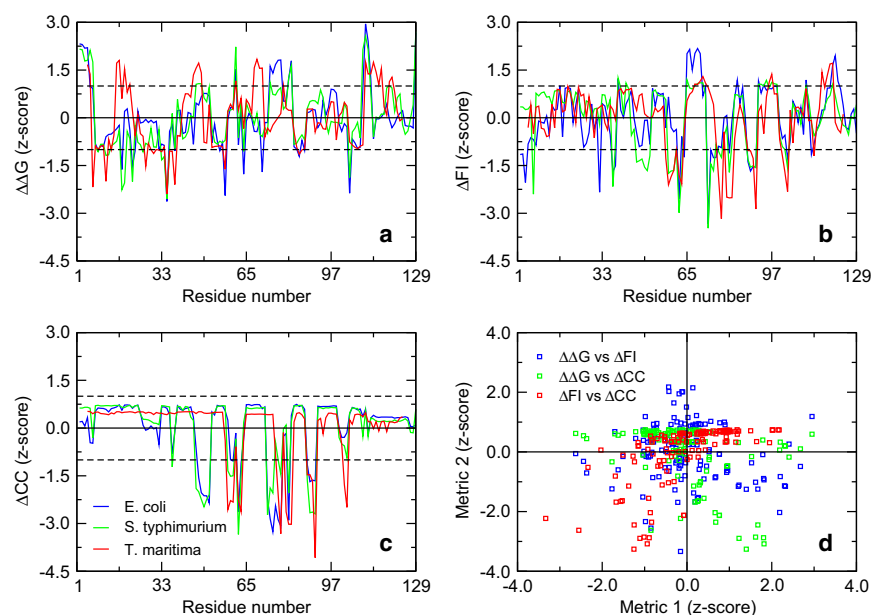 3.0
1.5
0.0
-1.5
-3.0
-4.5
ΔΔG (z-score)
1 33 65 97 129
Residue number
a
3.0
1.5
0.0
-1.5
-3.0
-4.5
ΔFI (z-score)
1 33 65 97 129
Residue number
b
3.0
1.5
0.0
-1.5
-3.0
-4.5
ΔCC (z-score)
E. coli
S. typhimurium
T. maritima
1 33 65 97 129
Residue number
c
4.0
2.0
0.0
-2.0
-4.0
Metric 2 (z-score)
ΔΔG vs ΔFI
ΔΔG vs ΔCC
ΔFI vs ΔCC
-4.0 -2.0 0.0 2.0 4.0
Metric 1 (z-score)
d